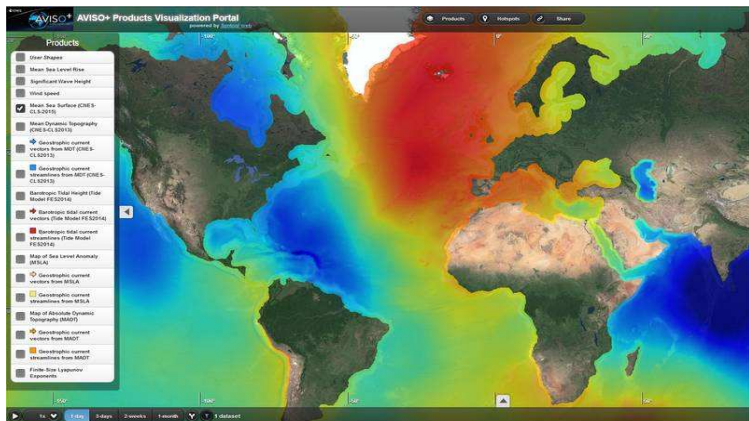 AVISO+
AVISO+ Products Visualization Portal
powered by
Products
Hotspots
Share
Products
User Shapes
Mean Sea Level Rise
Significant Wave Height
Wind speed
Mean Sea Surface (CNES-
CLS-2015)
Mean Dynamic Topography
(CNES-CLS2013)
Geostrophic current
vectors from MDT (CNES-
CLS2013)
Geostrophic current
streamlines from MDT (CNES-
CLS2013)
Barotropic Tidal Height (Tide
Model FES2014)
Barotropic tidal current
vectors (Tide Model FES2014)
Barotropic tidal current
streamlines (Tide Model
FES2014)
Map of Sea Level Anomaly
(MSLA)
Geostrophic current
vectors from MSLA
Geostrophic current
streamlines from MSLA
Map of Absolute Dynamic
Topography (MADT)
Geostrophic current
vectors from MADT
Geostrophic current
streamlines from MADT
Finite-Size Lyapunov
Exponents
1x
1-day
3-days
2-weeks
1-month
1 dataset